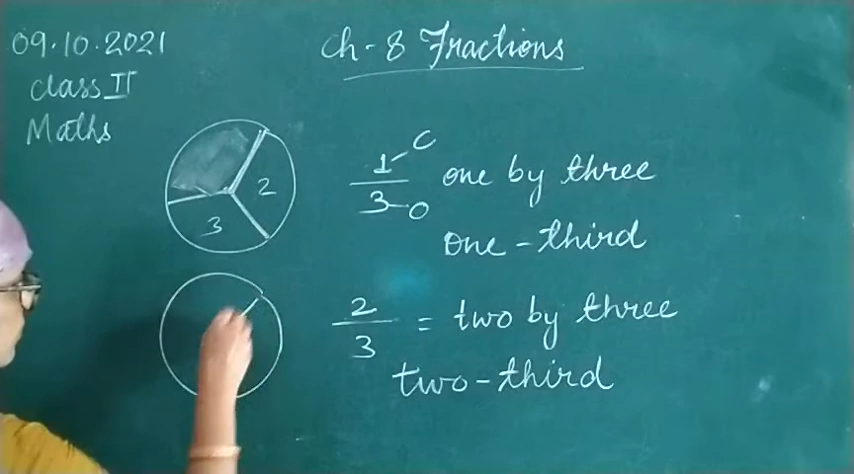 09.10.2021
Class II
Maths
Ch-8 Fractions
2
3
1 C
3 O
one by three
one-third
2
3
= two by three
two-third